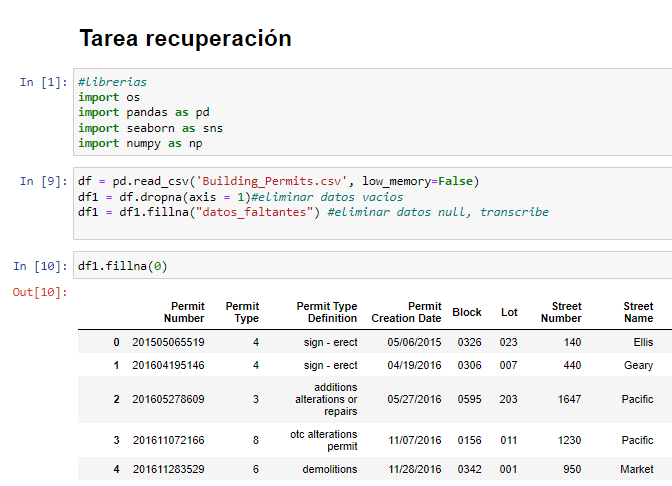 Tarea recuperación
In [1]: #librerias
import os
import pandas as pd
import seaborn as sns
import numpy as np
In [9]: df = pd.read_csv('Building_Permits.csv', low_memory=False)
df1 = df.dropna(axis = 1)#eliminar datos vacios
df1 = df1.fillna("datos_faltantes") #eliminar datos null, transcribe
In [10]: df1.fillna(0)
Out[10]:
Permit Number Permit Type Permit Type Definition Permit Creation Date Block Lot Street Number Street Name
0 201505065519 4 sign - erect 05/06/2015 0326 023 140 Ellis
1 201604195146 4 sign - erect 04/19/2016 0306 007 440 Geary
2 201605278609 3 additions alterations or repairs 05/27/2016 0595 203 1647 Pacific
3 201611072166 8 otc alterations permit 11/07/2016 0156 011 1230 Pacific
4 201611283529 6 demolitions 11/28/2016 0342 001 950 Market